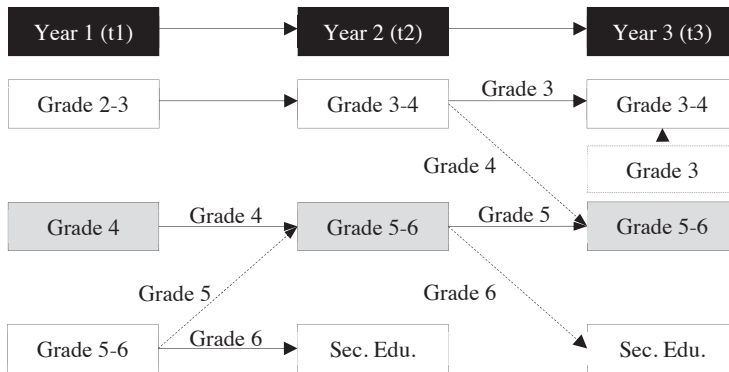 Year 1 (t1)
Year 2 (t2)
Year 3 (t3)
Grade 2-3
Grade 3-4
Grade 3
Grade 3-4
Grade 4
Grade 3
Grade 4
Grade 4
Grade 5-6
Grade 5
Grade 5-6
Grade 5
Grade 6
Grade 5-6
Grade 6
Sec. Edu.
Sec. Edu.